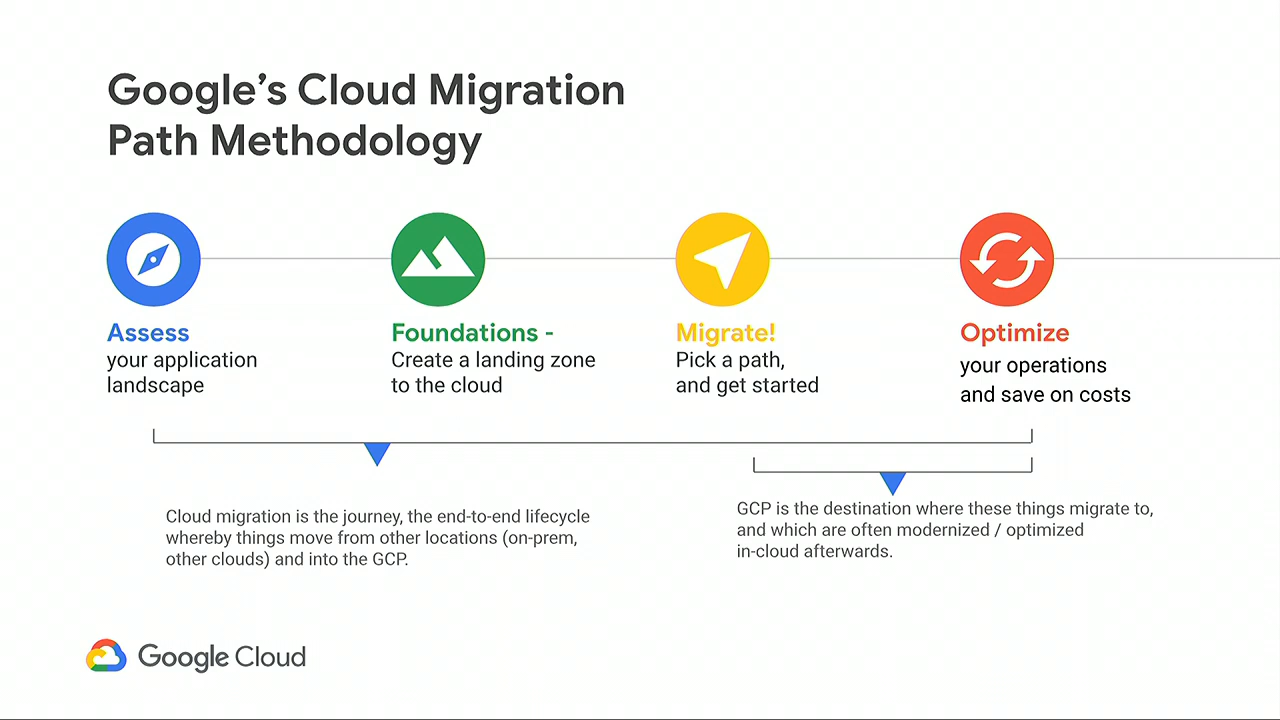 Google's Cloud Migration
Path Methodology
Assess
your application
landscape
Foundations -
Create a landing zone
to the cloud
Migrate!
Pick a path,
and get started
Optimize
your operations
and save on costs
Cloud migration is the journey, the end-to-end lifecycle
whereby things move from other locations (on-prem,
other clouds) and into the GCP.
GCP is the destination where these things migrate to,
and which are often modernized / optimized
in-cloud afterwards.
Google Cloud